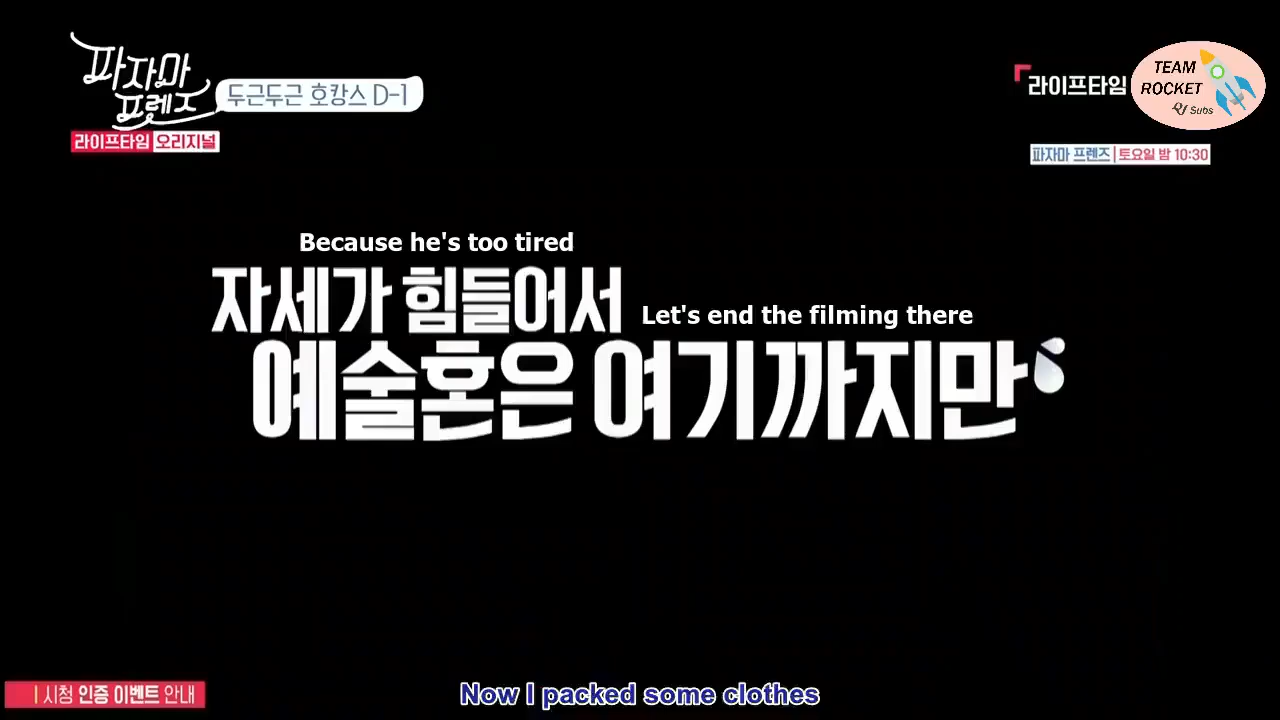 파자마
프렌즈
두근두근 호캉스 D-1
라이프타임 오리지널
라이프타임
TEAM
ROCKET
Subs
파자마 프렌즈 | 토요일 밤 10:30
Because he's too tired
자세가 힘들어서
Let's end the filming there
예술혼은 여기까지만
| 시청 인증 이벤트 안내
Now I packed some clothes